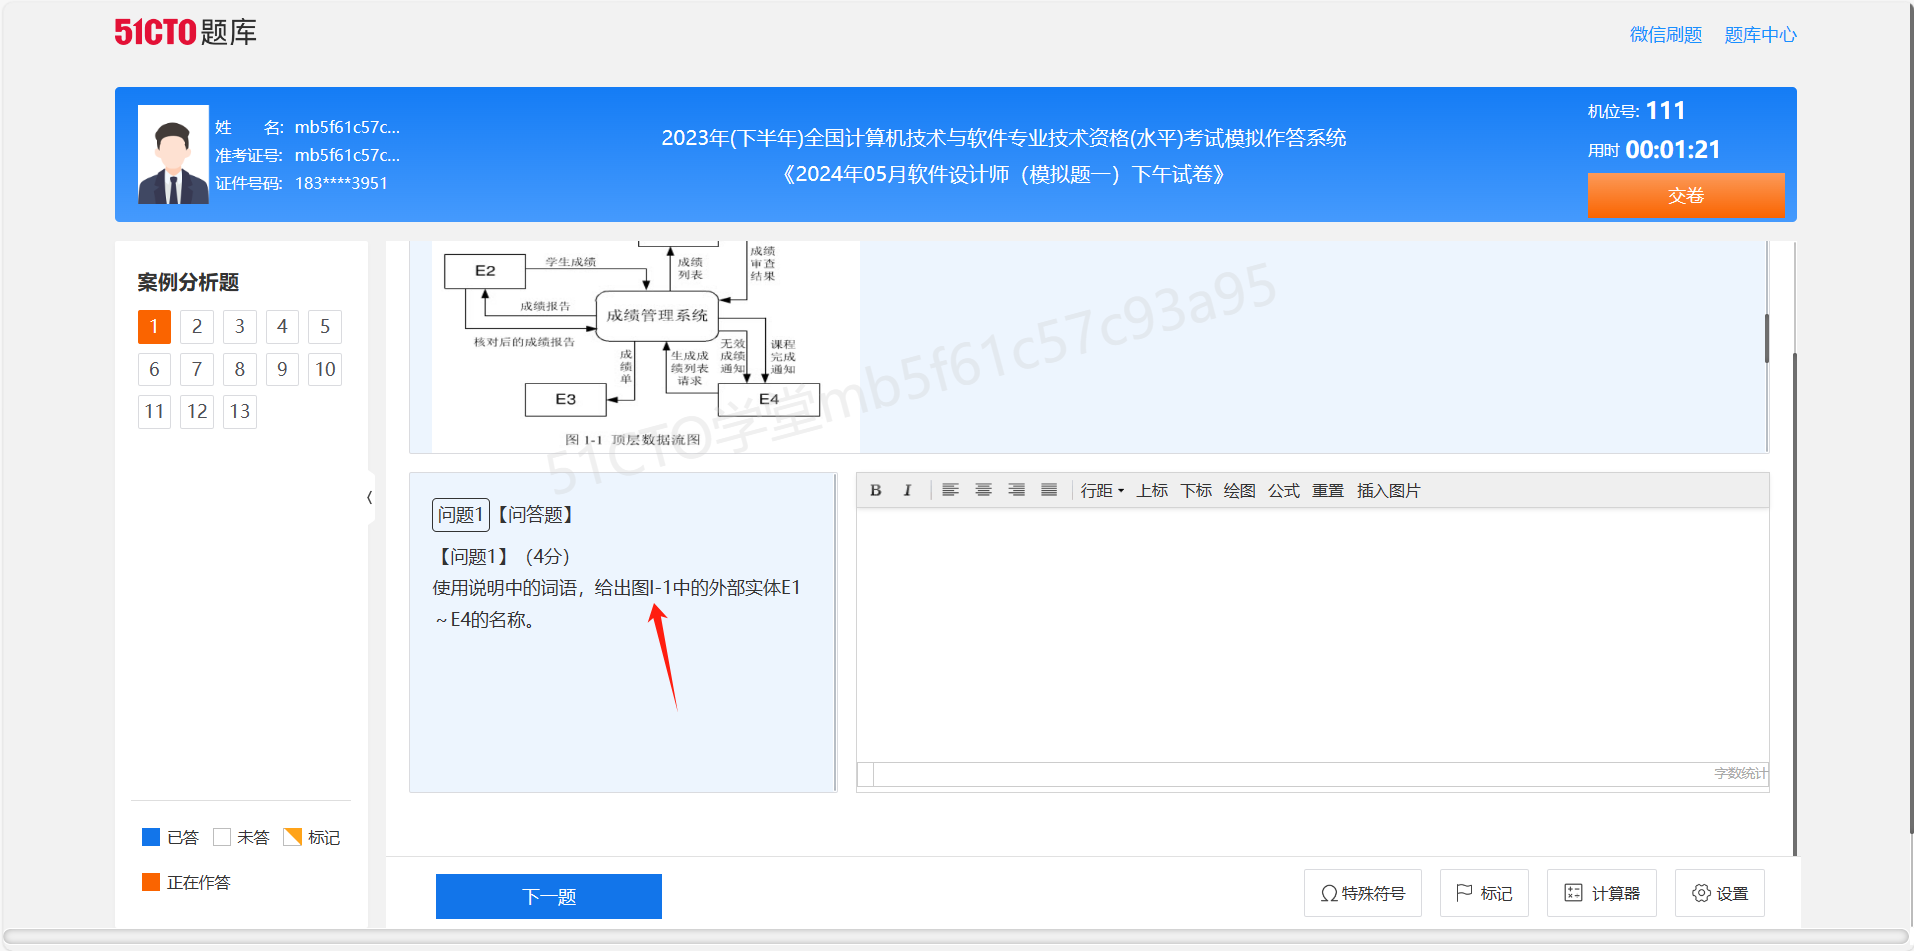 51CTO题库
微信刷题 题库中心
姓 名: mb5f61c57c...
准考证号: mb5f61c57c...
证件号码: 183****3951
2023年(下半年)全国计算机技术与软件专业技术资格(水平)考试模拟作答系统
《2024年05月软件设计师（模拟题一）下午试卷》
机位号: 111
用时 00:01:21
交卷
案例分析题
1 2 3 4 5
6 7 8 9 10
11 12 13
已答 未答 标记
正在作答
E2
学生成绩
成绩列表
成绩审查结果
成绩报告
成绩管理系统
核对后的成绩报告
成绩单
生成成绩列表请求
无效成绩通知
课程完成通知
E3
E4
图 1-1 顶层数据流图
51CTO学堂mb5f61c57c93a95
问题1【问答题】
【问题1】（4分）
使用说明中的词语，给出图I-1中的外部实体E1
～E4的名称。
B I 行距 上标 下标 绘图 公式 重置 插入图片
字数统计
下一题
Ω特殊符号 标记 计算器 设置